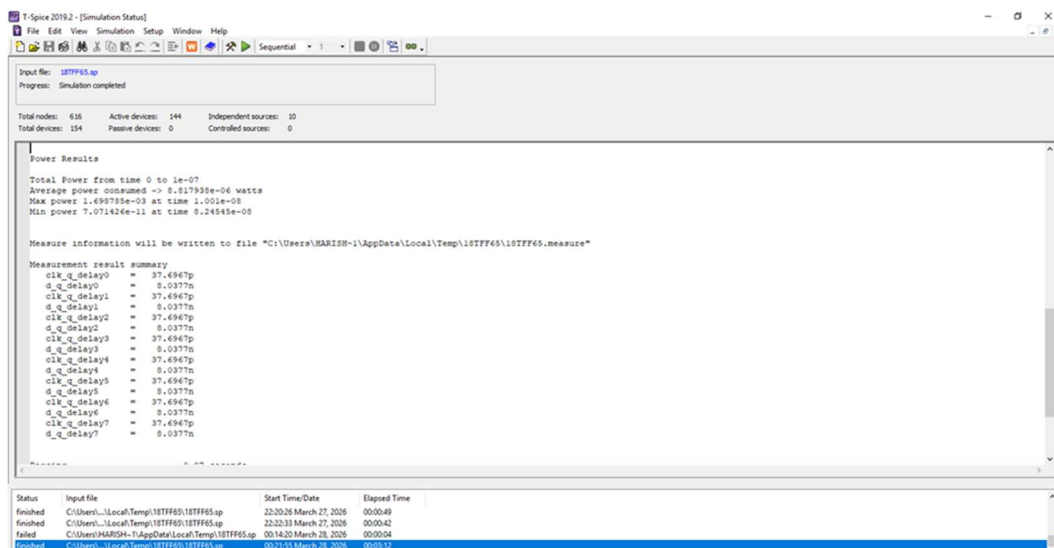 T-Spice 2019.2 - [Simulation Status]
File Edit View Simulation Setup Window Help
Sequential 1
Input file: 18TFF65.sp
Progress: Simulation completed
Total nodes: 616 Active devices: 144 Independent sources: 10
Total devices: 154 Passive devices: 0 Controlled sources: 0
Power Results
Total Power from time 0 to 1e-07
Average power consumed -> 8.817938e-06 watts
Max power 1.698785e-03 at time 1.001e-08
Min power 7.071426e-11 at time 8.24545e-08
Measure information will be written to file "C:\Users\HARISH~1\AppData\Local\Temp\18TFF65\18TFF65.measure"
Measurement result summary
clk_q_delay0 = 37.6967p
d_q_delay0 = 8.0377n
clk_q_delay1 = 37.6967p
d_q_delay1 = 8.0377n
clk_q_delay2 = 37.6967p
d_q_delay2 = 8.0377n
clk_q_delay3 = 37.6967p
d_q_delay3 = 8.0377n
clk_q_delay4 = 37.6967p
d_q_delay4 = 8.0377n
clk_q_delay5 = 37.6967p
d_q_delay5 = 8.0377n
clk_q_delay6 = 37.6967p
d_q_delay6 = 8.0377n
clk_q_delay7 = 37.6967p
d_q_delay7 = 8.0377n
Status Input file Start Time/Date Elapsed Time
finished C:\Users\...\Local\Temp\18TFF65\18TFF65.sp 22:20:26 March 27, 2026 00:00:49
finished C:\Users\...\Local\Temp\18TFF65\18TFF65.sp 22:22:33 March 27, 2026 00:00:42
failed C:\Users\HARISH~1\AppData\Local\Temp\18TFF65.sp 00:14:20 March 28, 2026 00:00:04
finished C:\Users\...\Local\Temp\18TFF65\18TFF65.sp 00:21:55 March 28, 2026 00:03:12